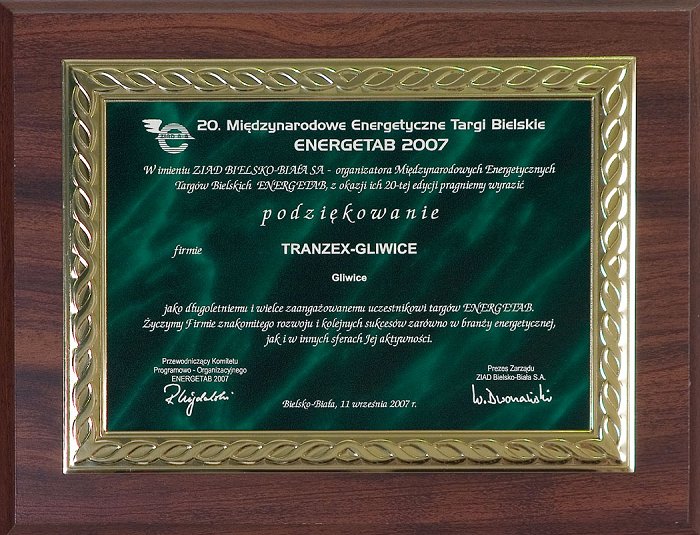 ZIAD B-B
20. Międzynarodowe Energetyczne Targi Bielskie
ENERGETAB 2007
W imieniu ZIAD BIELSKO-BIAŁA SA - organizatora Międzynarodowych Energetycznych
Targów Bielskich ENERGETAB, z okazji ich 20-tej edycji pragniemy wyrazić
podziękowanie
firmie TRANZEX-GLIWICE
Gliwice
jako długoletniemu i wielce zaangażowanemu uczestnikowi targów ENERGETAB.
Życzymy Firmie znakomitego rozwoju i kolejnych sukcesów zarówno w branży energetycznej,
jak i w innych sferach Jej aktywności.
Przewodniczący Komitetu
Programowo - Organizacyjnego
ENERGETAB 2007
Prezes Zarządu
ZIAD Bielsko-Biała S.A.
Bielsko-Biała, 11 września 2007 r.